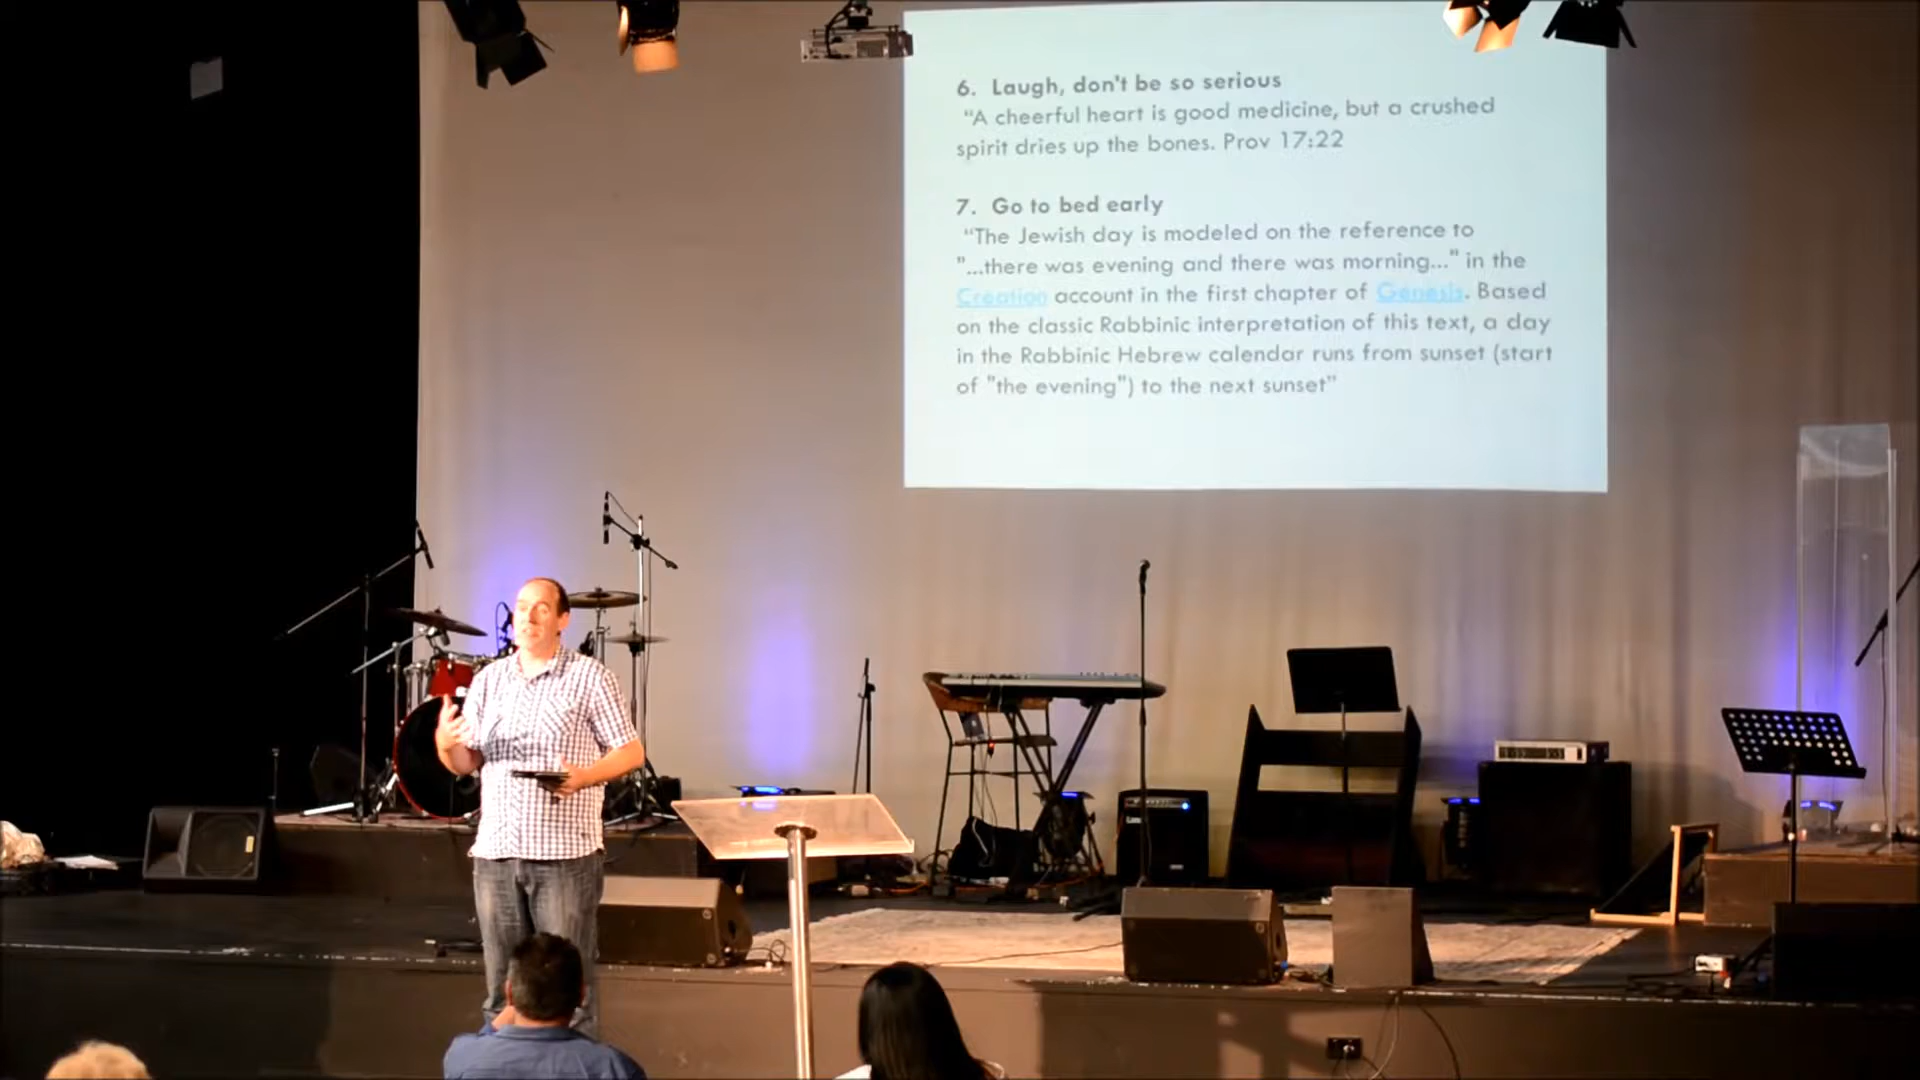 6. Laugh, don't be so serious
“A cheerful heart is good medicine, but a crushed
spirit dries up the bones. Prov 17:22
7. Go to bed early
“The Jewish day is modeled on the reference to
"...there was evening and there was morning..." in the
Creation account in the first chapter of Genesis. Based
on the classic Rabbinic interpretation of this text, a day
in the Rabbinic Hebrew calendar runs from sunset (start
of "the evening") to the next sunset”